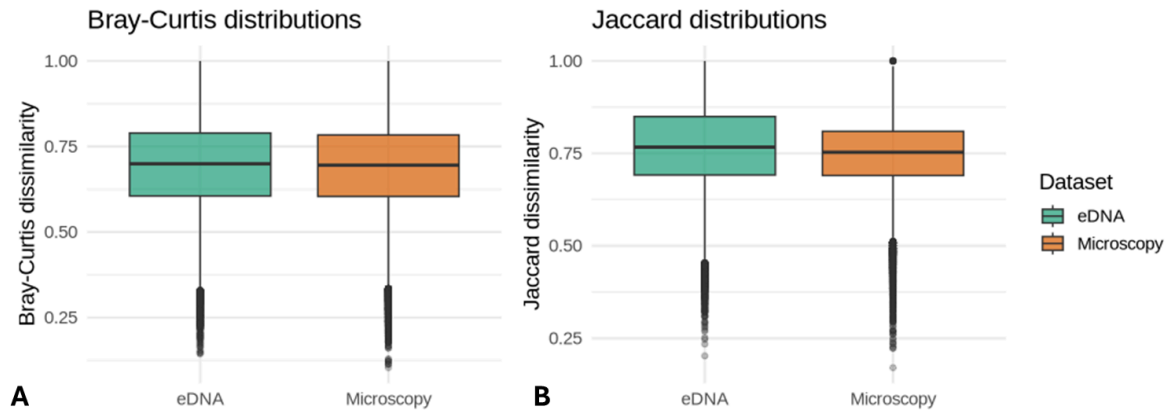 Bray-Curtis distributions
Bray-Curtis dissimilarity
1.00
0.75
0.50
0.25
eDNA
Microscopy
A
Jaccard distributions
Jaccard dissimilarity
1.00
0.75
0.50
0.25
eDNA
Microscopy
B
Dataset
eDNA
Microscopy